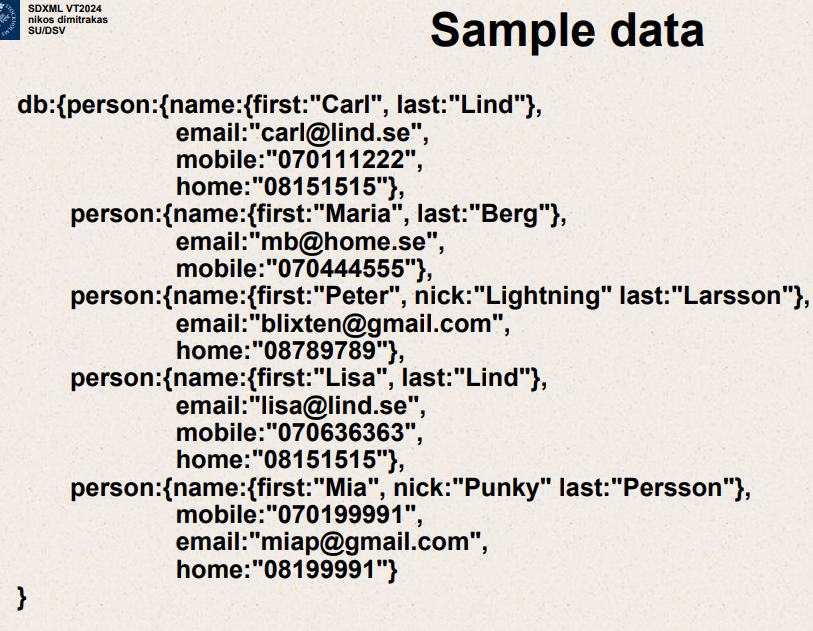 SDXML VT2024
nikos dimitrakas
SU/DSV
Sample data
db:{person:{name:{first:"Carl", last:"Lind"},
email:"carl@lind.se",
mobile:"070111222",
home:"08151515"},
person:{name:{first:"Maria", last:"Berg"},
email:"mb@home.se",
mobile:"070444555"},
person:{name:{first:"Peter", nick:"Lightning" last:"Larsson"},
email:"blixten@gmail.com",
home:"08789789"},
person:{name:{first:"Lisa", last:"Lind"},
email:"lisa@lind.se",
mobile:"070636363",
home:"08151515"},
person:{name:{first:"Mia", nick:"Punky" last:"Persson"},
mobile:"070199991",
email:"miap@gmail.com",
home:"08199991"}
}